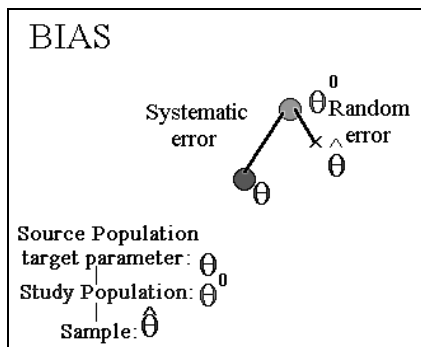 BIAS
θ⁰
Systematic error
Random error
θ̂
θ
Source Population
target parameter: θ
Study Population: θ⁰
Sample: θ̂